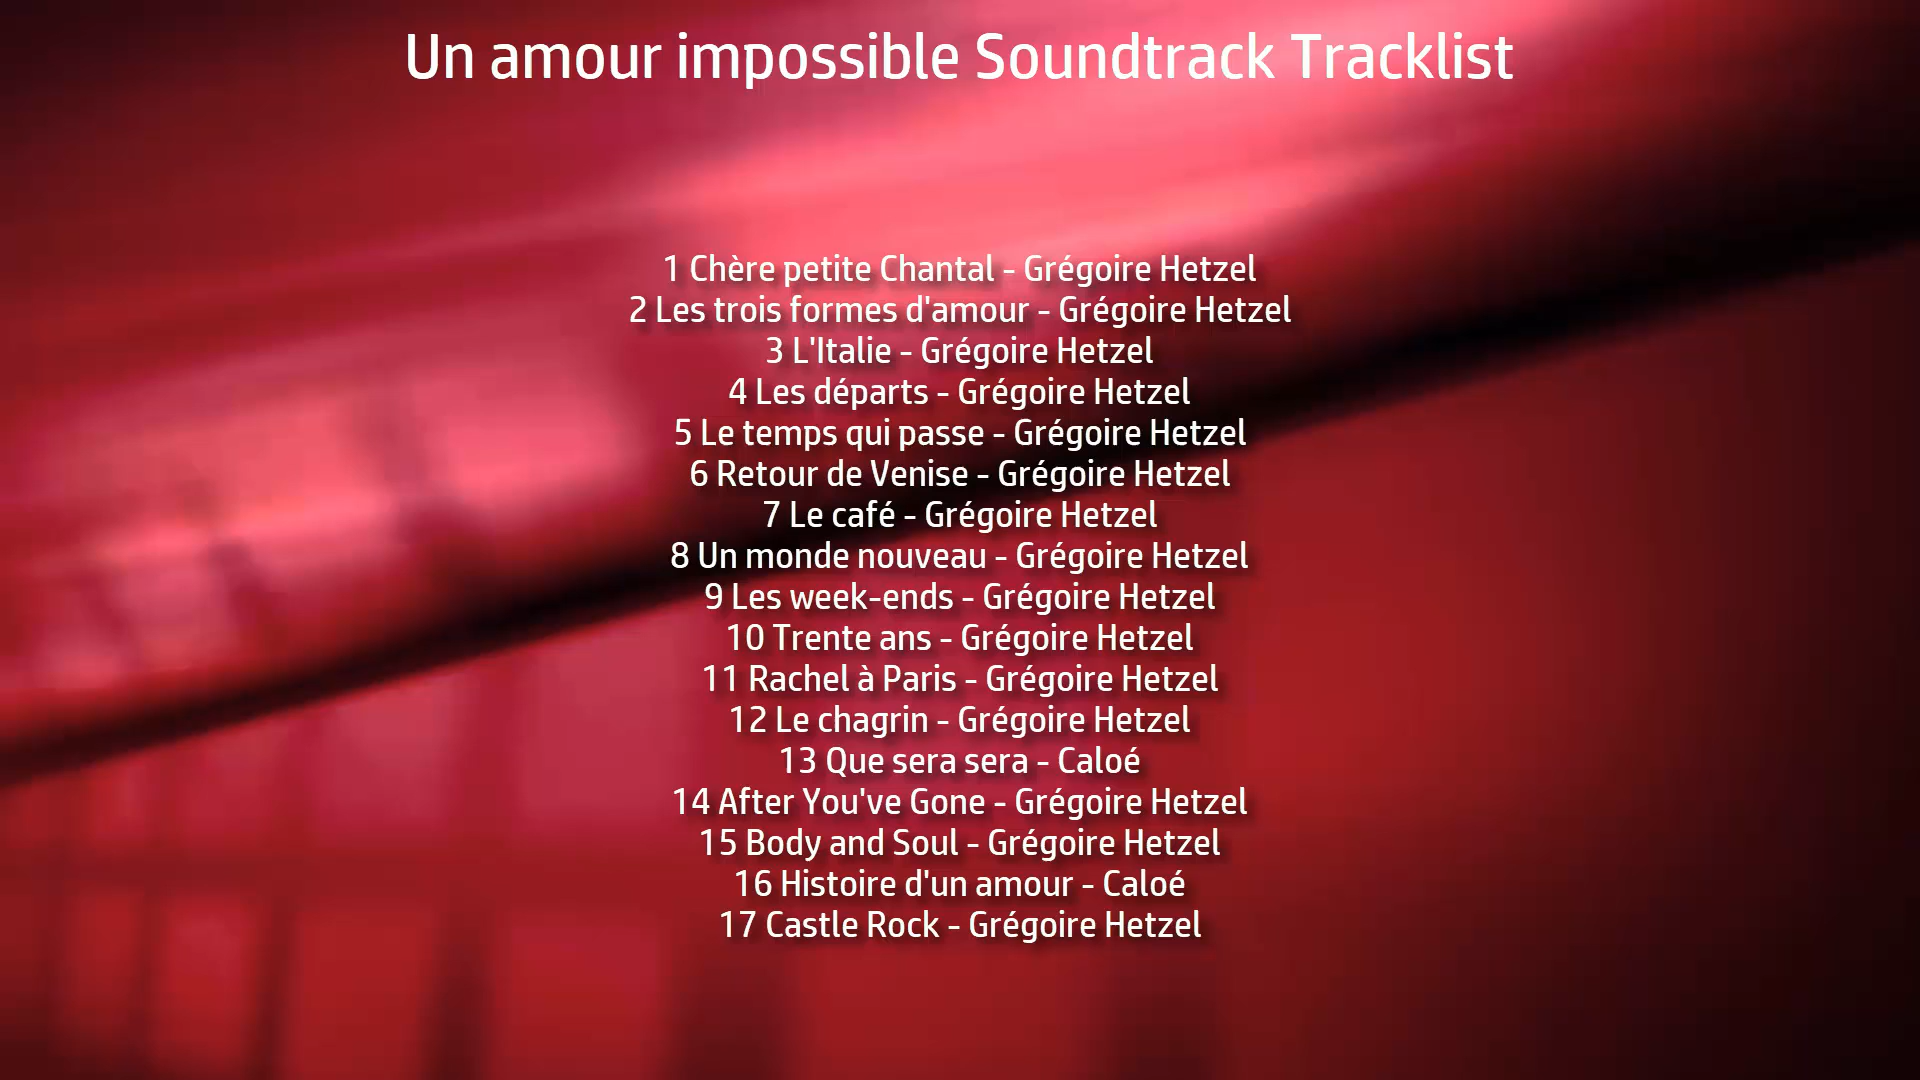 Un amour impossible Soundtrack Tracklist
1 Chère petite Chantal - Grégoire Hetzel
2 Les trois formes d'amour - Grégoire Hetzel
3 L'Italie - Grégoire Hetzel
4 Les départs - Grégoire Hetzel
5 Le temps qui passe - Grégoire Hetzel
6 Retour de Venise - Grégoire Hetzel
7 Le café - Grégoire Hetzel
8 Un monde nouveau - Grégoire Hetzel
9 Les week-ends - Grégoire Hetzel
10 Trente ans - Grégoire Hetzel
11 Rachel à Paris - Grégoire Hetzel
12 Le chagrin - Grégoire Hetzel
13 Que sera sera - Caloé
14 After You've Gone - Grégoire Hetzel
15 Body and Soul - Grégoire Hetzel
16 Histoire d'un amour - Caloé
17 Castle Rock - Grégoire Hetzel